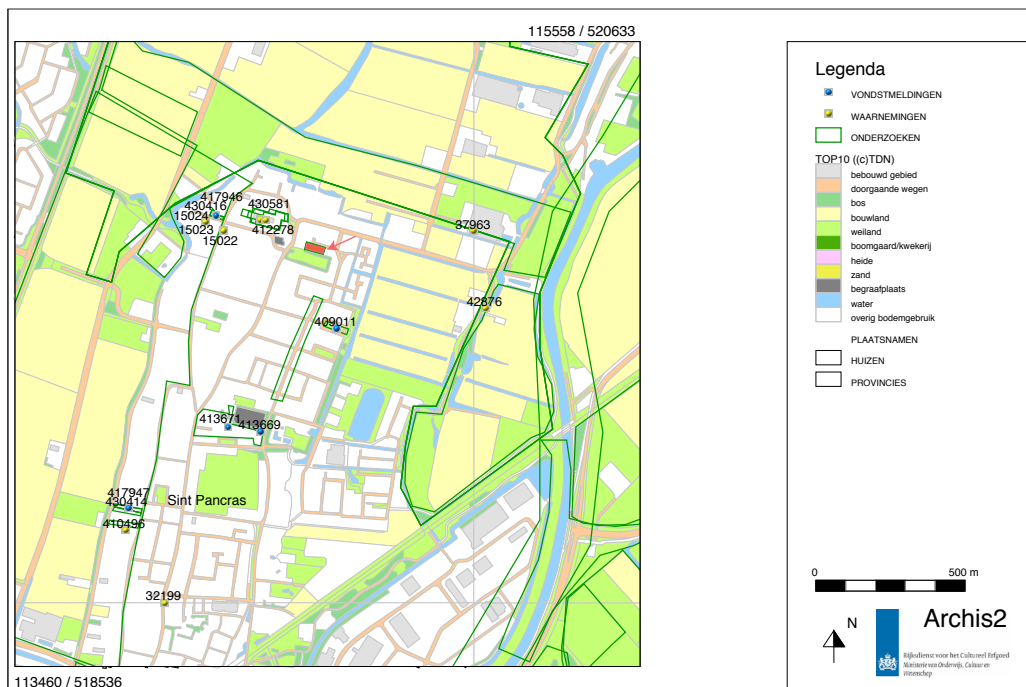 115558 / 520633
417946
430416
430581
15024
15023
15022
412278
37963
42876
409011
413671
413669
417947
430414
Sint Pancras
410496
32199
113460 / 518536
Legenda
VONDSTMELDINGEN
WAARNEMINGEN
ONDERZOEKEN
TOP10 ((c)TDN)
bebouwd gebied
doorgaande wegen
bos
bouwland
weiland
boomgaard/kwekerij
heide
zand
begraafplaats
water
overig bodemgebruik
PLAATSNAMEN
HUIZEN
PROVINCIES
0 500 m
N
Archis2
Rijksdienst voor het Cultureel Erfgoed
Ministerie van Onderwijs, Cultuur en
Wetenschap